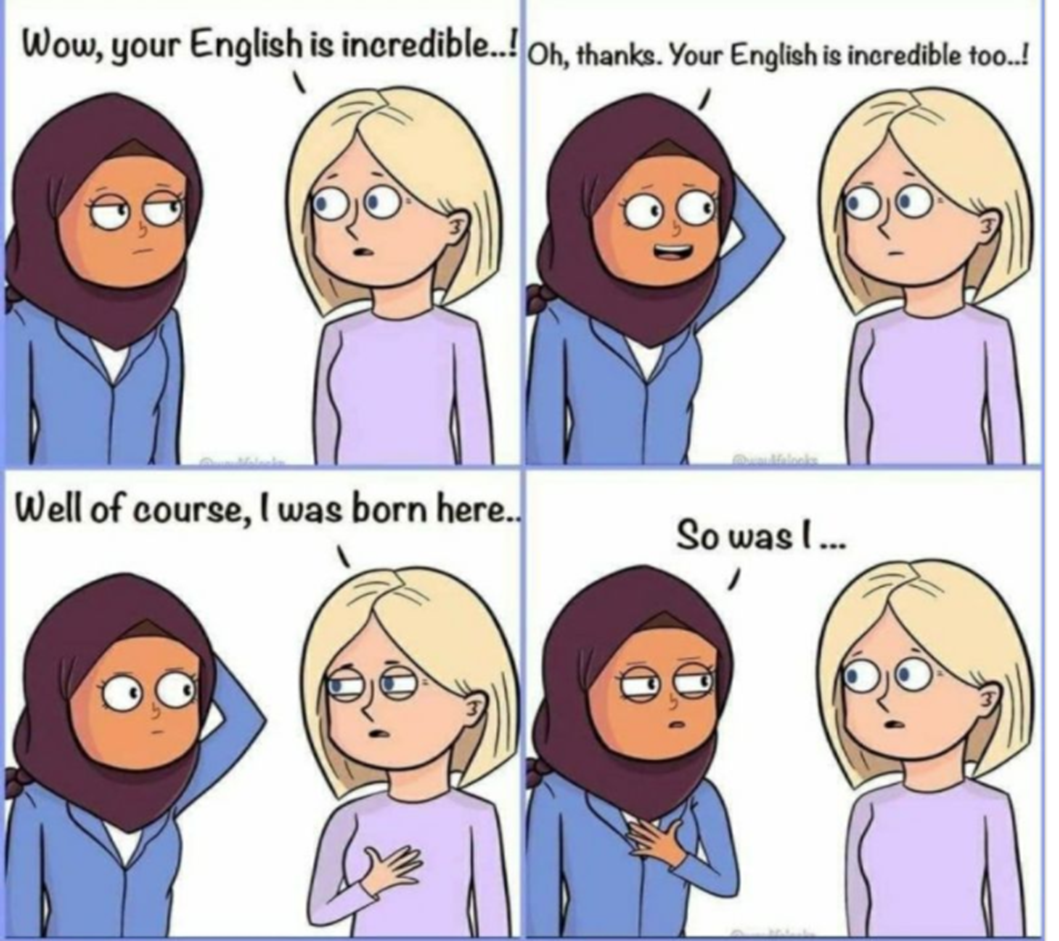 Wow, your English is incredible..!
Oh, thanks. Your English is incredible too..!
Well of course, I was born here..
So was I ...